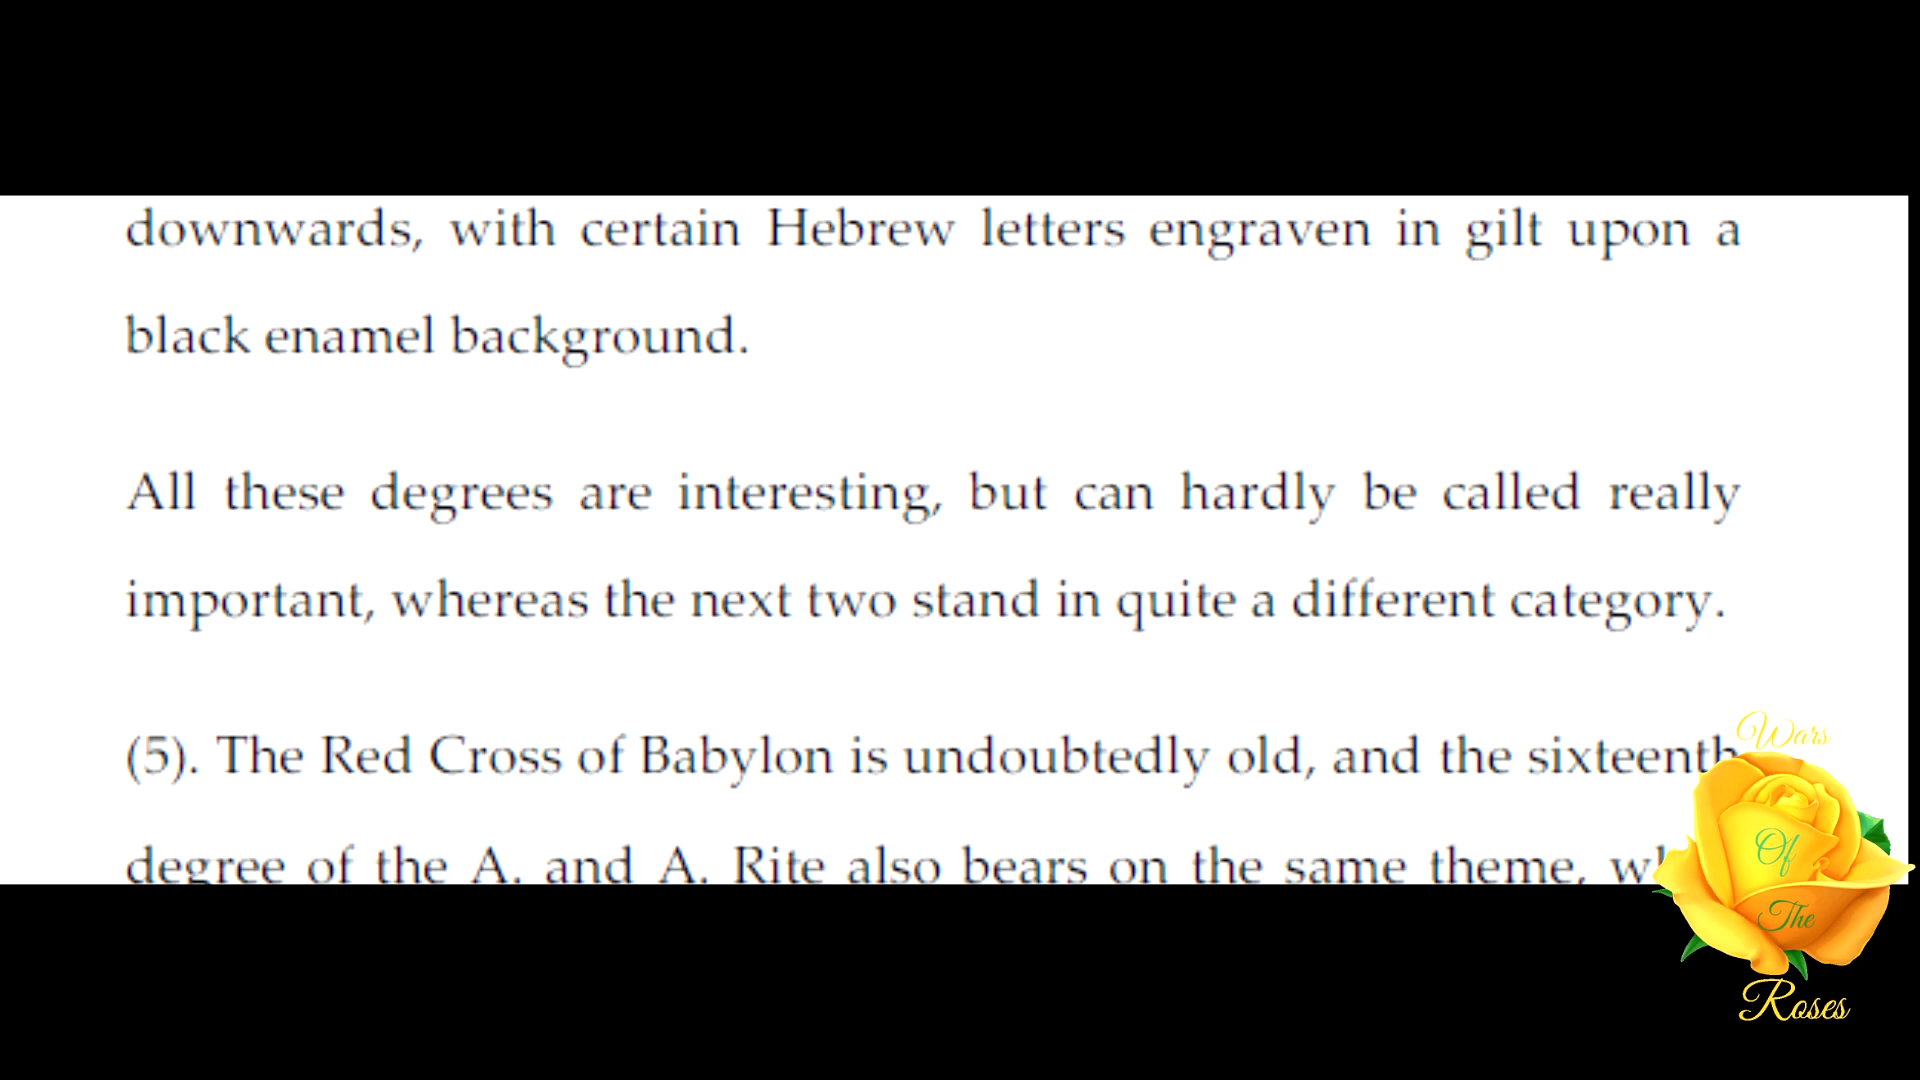 downwards, with certain Hebrew letters engraven in gilt upon a
black enamel background.
All these degrees are interesting, but can hardly be called really
important, whereas the next two stand in quite a different category.
(5). The Red Cross of Babylon is undoubtedly old, and the sixteenth
degree of the A. and A. Rite also bears on the same theme,
Wars
Of
The
Roses